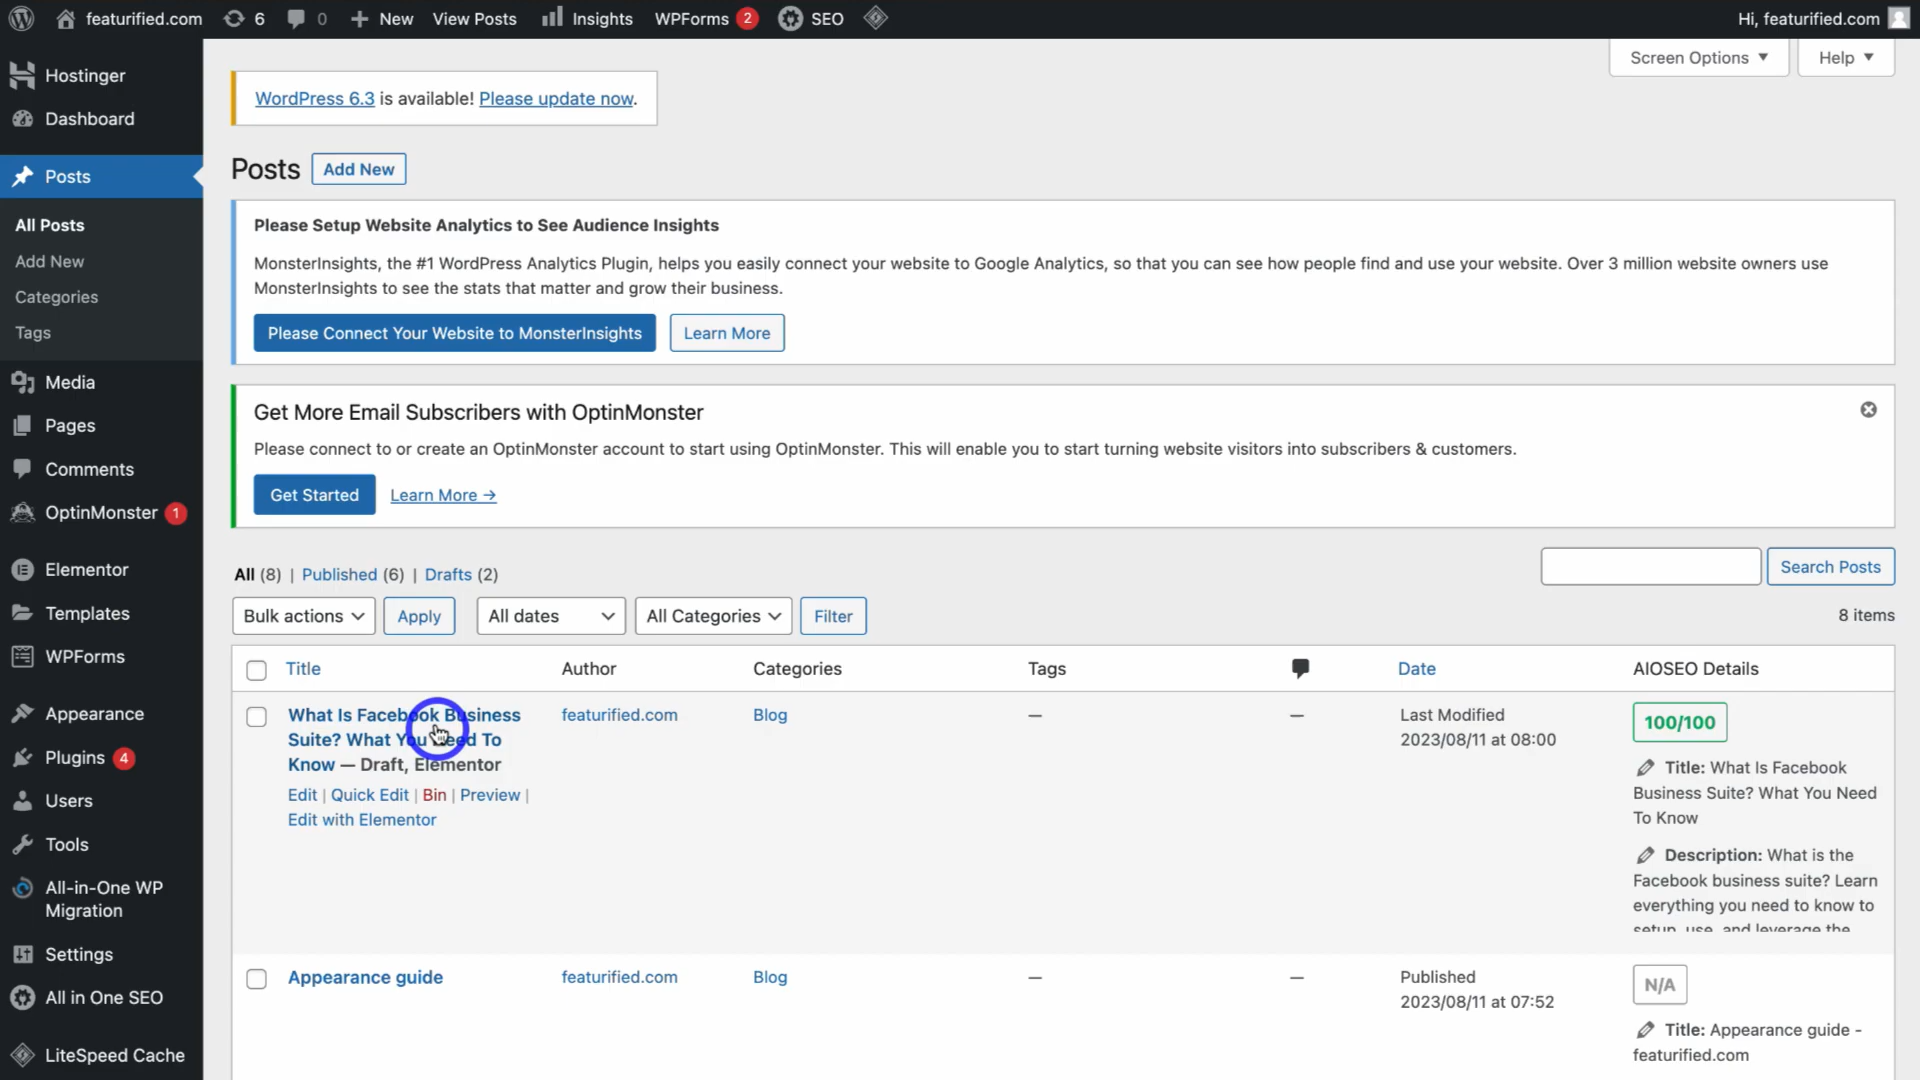 featurified.com 6 0 New View Posts Insights WPForms 2 SEO Hi, featurified.com
Screen Options Help
Hostinger
Dashboard
Posts
All Posts
Add New
Categories
Tags
Media
Pages
Comments
OptinMonster 1
Elementor
Templates
WPForms
Appearance
Plugins 4
Users
Tools
All-in-One WP
Migration
Settings
All in One SEO
LiteSpeed Cache
WordPress 6.3 is available! Please update now.
Posts Add New
Please Setup Website Analytics to See Audience Insights
MonsterInsights, the #1 WordPress Analytics Plugin, helps you easily connect your website to Google Analytics, so that you can see how people find and use your website. Over 3 million website owners use
MonsterInsights to see the stats that matter and grow their business.
Please Connect Your Website to MonsterInsights Learn More
Get More Email Subscribers with OptinMonster
Please connect to or create an OptinMonster account to start using OptinMonster. This will enable you to start turning website visitors into subscribers & customers.
Get Started Learn More →
All (8) | Published (6) | Drafts (2)
Search Posts
Bulk actions Apply All dates All Categories Filter
8 items
Title Author Categories Tags Date AIOSEO Details
What Is Facebook Business
Suite? What You Need To
Know — Draft, Elementor
Edit | Quick Edit | Bin | Preview |
Edit with Elementor
featurified.com
Blog
—
—
Last Modified
2023/08/11 at 08:00
100/100
Title: What Is Facebook
Business Suite? What You Need
To Know
Description: What is the
Facebook business suite? Learn
everything you need to know to
setup, use, and leverage the
Appearance guide
featurified.com
Blog
—
—
Published
2023/08/11 at 07:52
N/A
Title: Appearance guide -
featurified.com